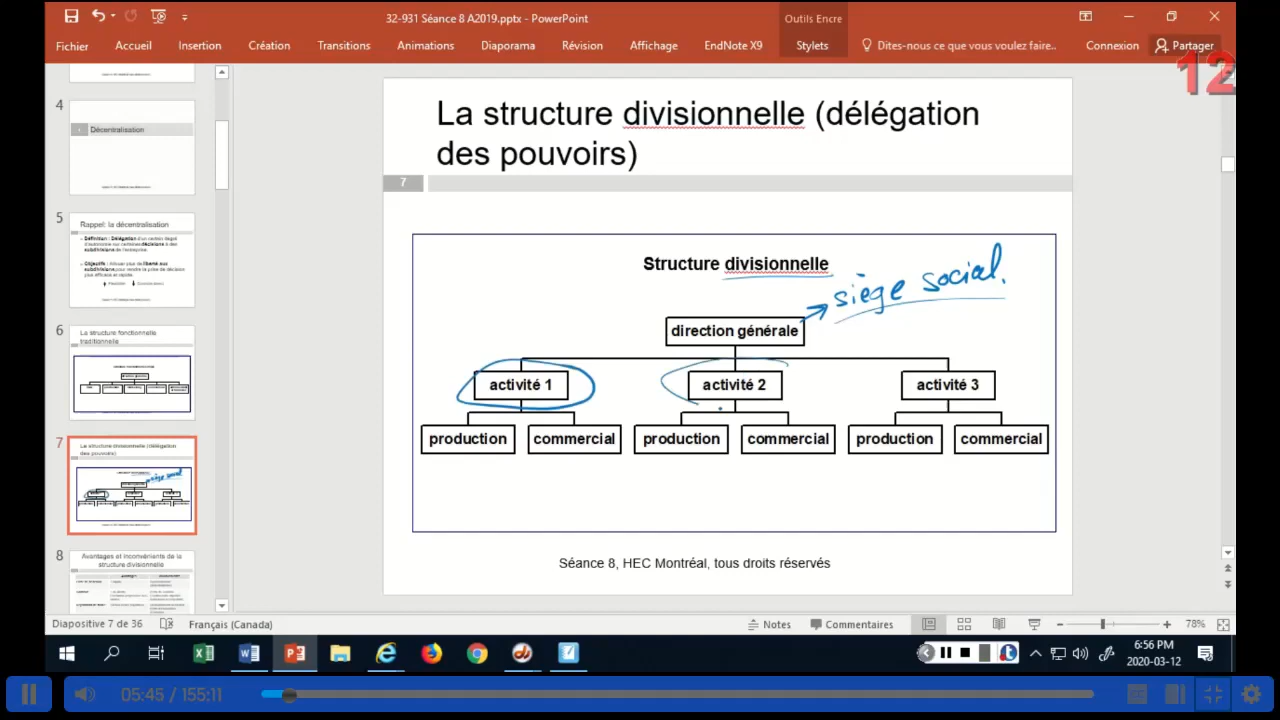 32-931 Séance 8 A2019.pptx - PowerPoint
Outils Encre
Fichier Accueil Insertion Création Transitions Animations Diaporama Révision Affichage EndNote X9 Stylets Dites-nous ce que vous voulez faire.. Connexion Partager
12
4
Décentralisation
5
Rappel: la décentralisation
6
La structure fonctionnelle
traditionnelle
7
La structure divisionnelle (délégation
des pouvoirs)
8
Avantages et inconvénients de la
structure divisionnelle
La structure divisionnelle (délégation
des pouvoirs)
7
Structure divisionnelle
siège social.
direction générale
activité 1 activité 2 activité 3
production commercial production commercial production commercial
Séance 8, HEC Montréal, tous droits réservés
Diapositive 7 de 36 Français (Canada) Notes Commentaires 78%
6:56 PM
2020-03-12
05:45 / 155:11